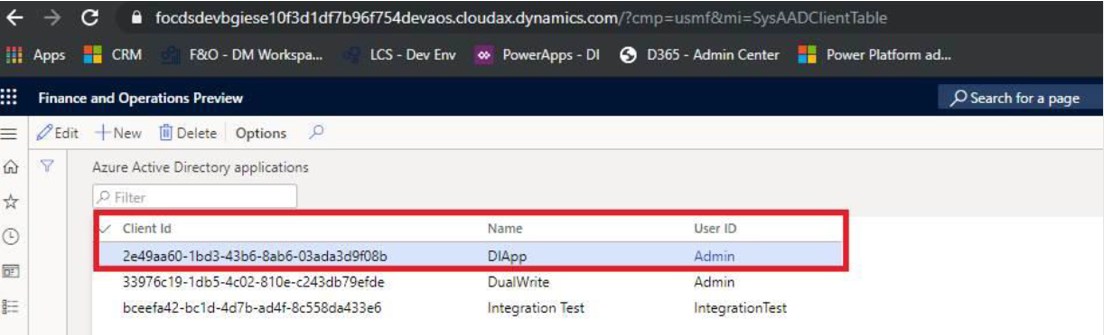 focdsdevbgiese10f3d1df7b96f754devaos.cloudax.dynamics.com/?cmp=usmf&mi=SysAADClientTable
Apps CRM F&O - DM Workspa... LCS - Dev Env PowerApps - DI D365 - Admin Center Power Platform ad...
Finance and Operations Preview Search for a page
Edit New Delete Options
Azure Active Directory applications
Filter
Client Id Name User ID
2e49aa60-1bd3-43b6-8ab6-03ada3d9f08b DIApp Admin
33976c19-1db5-4c02-810e-c243db79efde DualWrite Admin
bceefa42-bc1d-4d7b-ad4f-8c558da433e6 Integration Test IntegrationTest